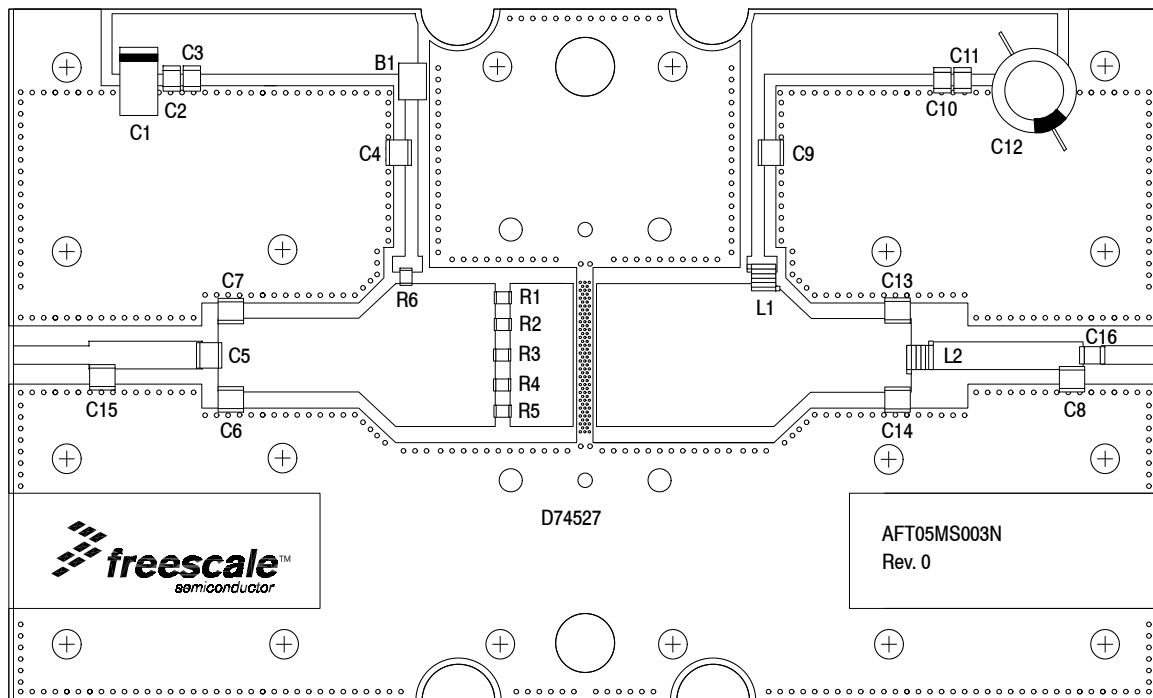 C3
B1
C11
C2
C1
C10
C12
C4
C9
C7
R6
R1
L1
C13
R2
C5
R3
L2
C16
R4
C15
C6
R5
C14
C8
D74527
freescale™
semiconductor
AFT05MS003N
Rev. 0